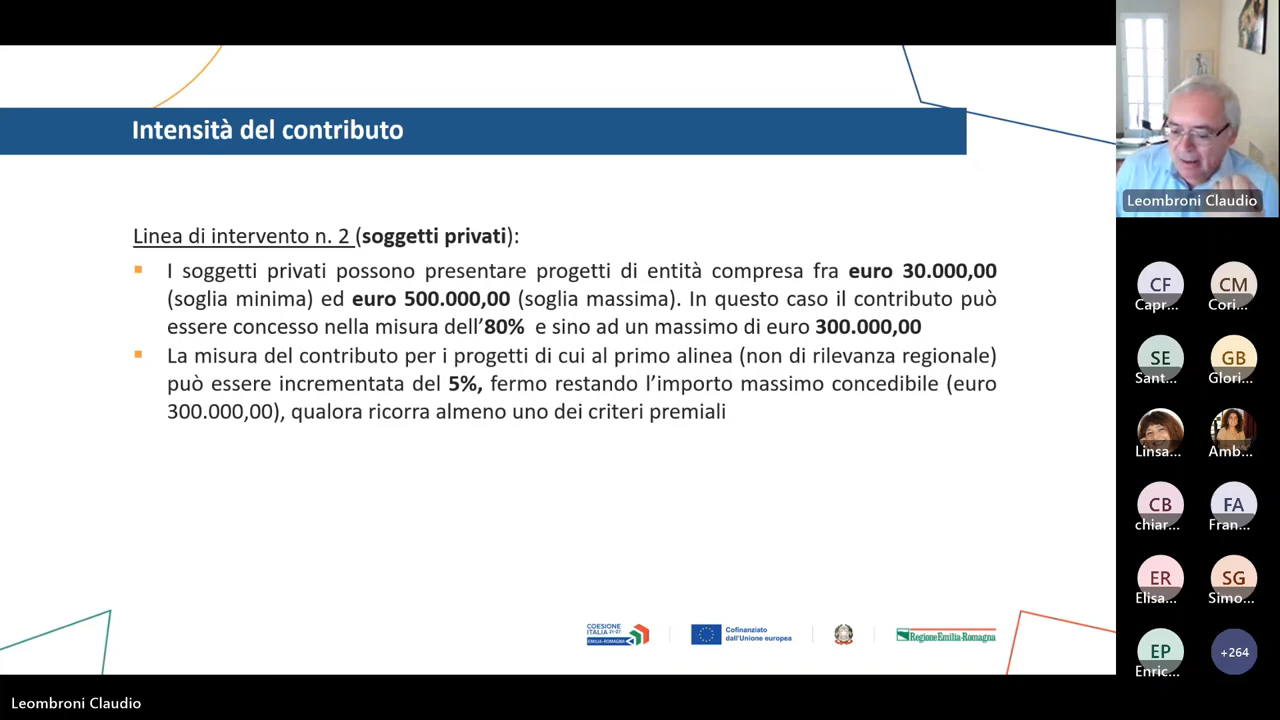 Intensità del contributo
Linea di intervento n. 2 (soggetti privati):
▪ I soggetti privati possono presentare progetti di entità compresa fra euro 30.000,00
(soglia minima) ed euro 500.000,00 (soglia massima). In questo caso il contributo può
essere concesso nella misura dell’80% e sino ad un massimo di euro 300.000,00
▪ La misura del contributo per i progetti di cui al primo alinea (non di rilevanza regionale)
può essere incrementata del 5%, fermo restando l’importo massimo concedibile (euro
300.000,00), qualora ricorra almeno uno dei criteri premiali
COESIONE
ITALIA 21-27
EMILIA-ROMAGNA
Cofinanziato
dall'Unione europea
RegioneEmilia-Romagna
Leombroni Claudio
CF
Capr...
CM
Cori...
SE
Sant...
GB
Glori...
Linsa...
Amb...
CB
chiar...
FA
Fran...
ER
Elisa...
SG
Simo...
EP
Enric...
+264
Leombroni Claudio